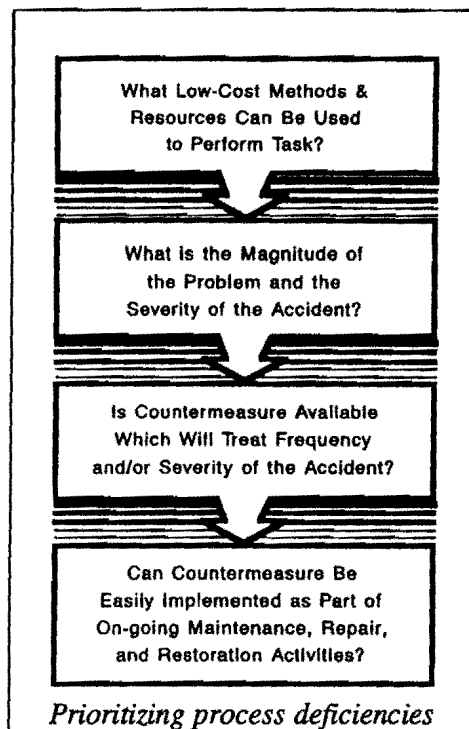 What Low-Cost Methods &
Resources Can Be Used
to Perform Task?
What is the Magnitude of
the Problem and the
Severity of the Accident?
Is Countermeasure Available
Which Will Treat Frequency
and/or Severity of the Accident?
Can Countermeasure Be
Easily Implemented as Part of
On-going Maintenance, Repair,
and Restoration Activities?
Prioritizing process deficiencies